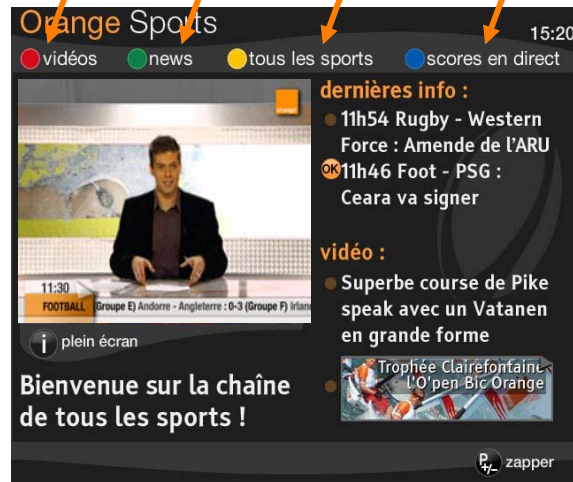 Orange Sports
15:20
vidéos
news
tous les sports
scores en direct
orange
11:30
FOOTBALL
(Groupe E) Andorre - Angleterre : 0-3 (Groupe F)
dernières info :
11h54 Rugby - Western
Force : Amende de l'ARU
OK
11h46 Foot - PSG :
Ceara va signer
vidéo :
Superbe course de Pike
speak avec un Vatanen
en grande forme
Trophée Clairefontaine
l'O'pen Bic Orange
i
plein écran
Bienvenue sur la chaîne
de tous les sports !
P+/-
zapper